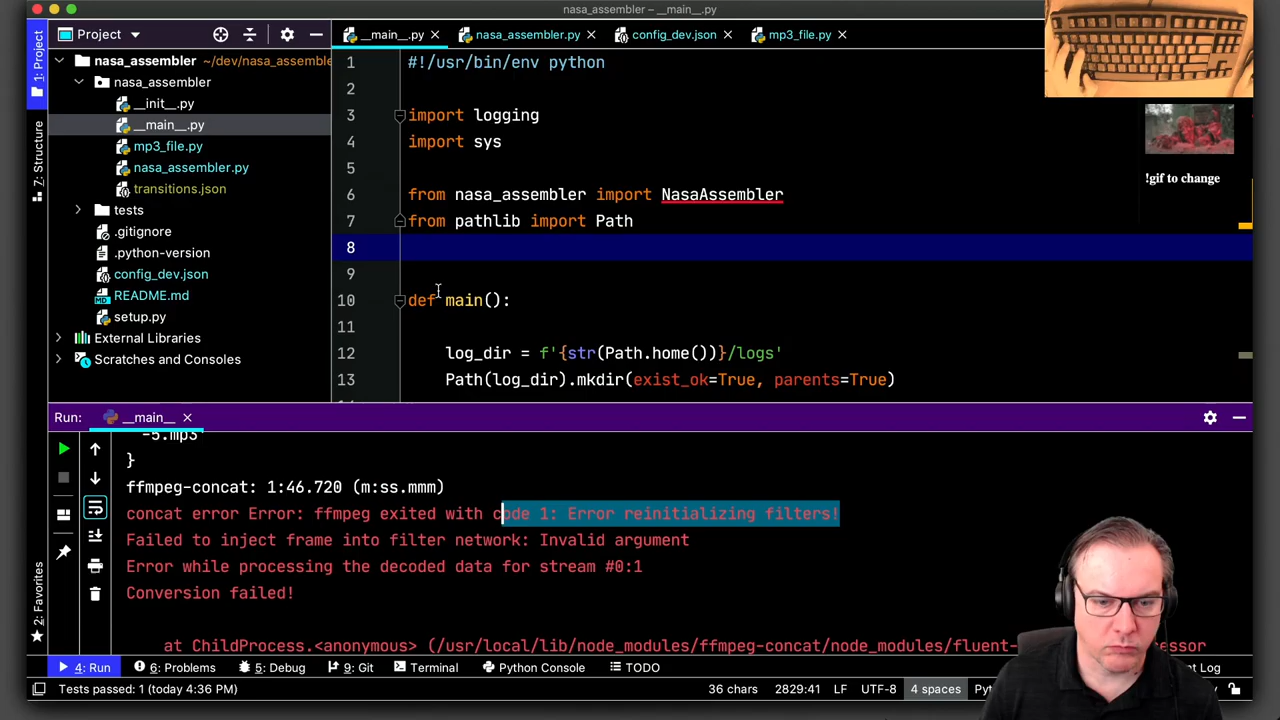 nasa_assembler – __main__.py
Project
__main__.py
nasa_assembler.py
config_dev.json
mp3_file.py
1: Project
7: Structure
2: Favorites
nasa_assembler ~/dev/nasa_assemble
nasa_assembler
__init__.py
__main__.py
mp3_file.py
nasa_assembler.py
transitions.json
tests
.gitignore
.python-version
config_dev.json
README.md
setup.py
External Libraries
Scratches and Consoles
1 #!/usr/bin/env python
2
3 import logging
4 import sys
5
6 from nasa_assembler import NasaAssembler
7 from pathlib import Path
8
9
10 def main():
11
12 log_dir = f'{str(Path.home())}/logs'
13 Path(log_dir).mkdir(exist_ok=True, parents=True)
!gif to change
Run: __main__
-5.mp3'
}
ffmpeg-concat: 1:46.720 (m:ss.mmm)
concat error Error: ffmpeg exited with code 1: Error reinitializing filters!
Failed to inject frame into filter network: Invalid argument
Error while processing the decoded data for stream #0:1
Conversion failed!
at ChildProcess.<anonymous> (/usr/local/lib/node_modules/ffmpeg-concat/node_modules/fluent-
4: Run
6: Problems
5: Debug
9: Git
Terminal
Python Console
TODO
Log
Tests passed: 1 (today 4:36 PM)
36 chars
2829:41
LF
UTF-8
4 spaces